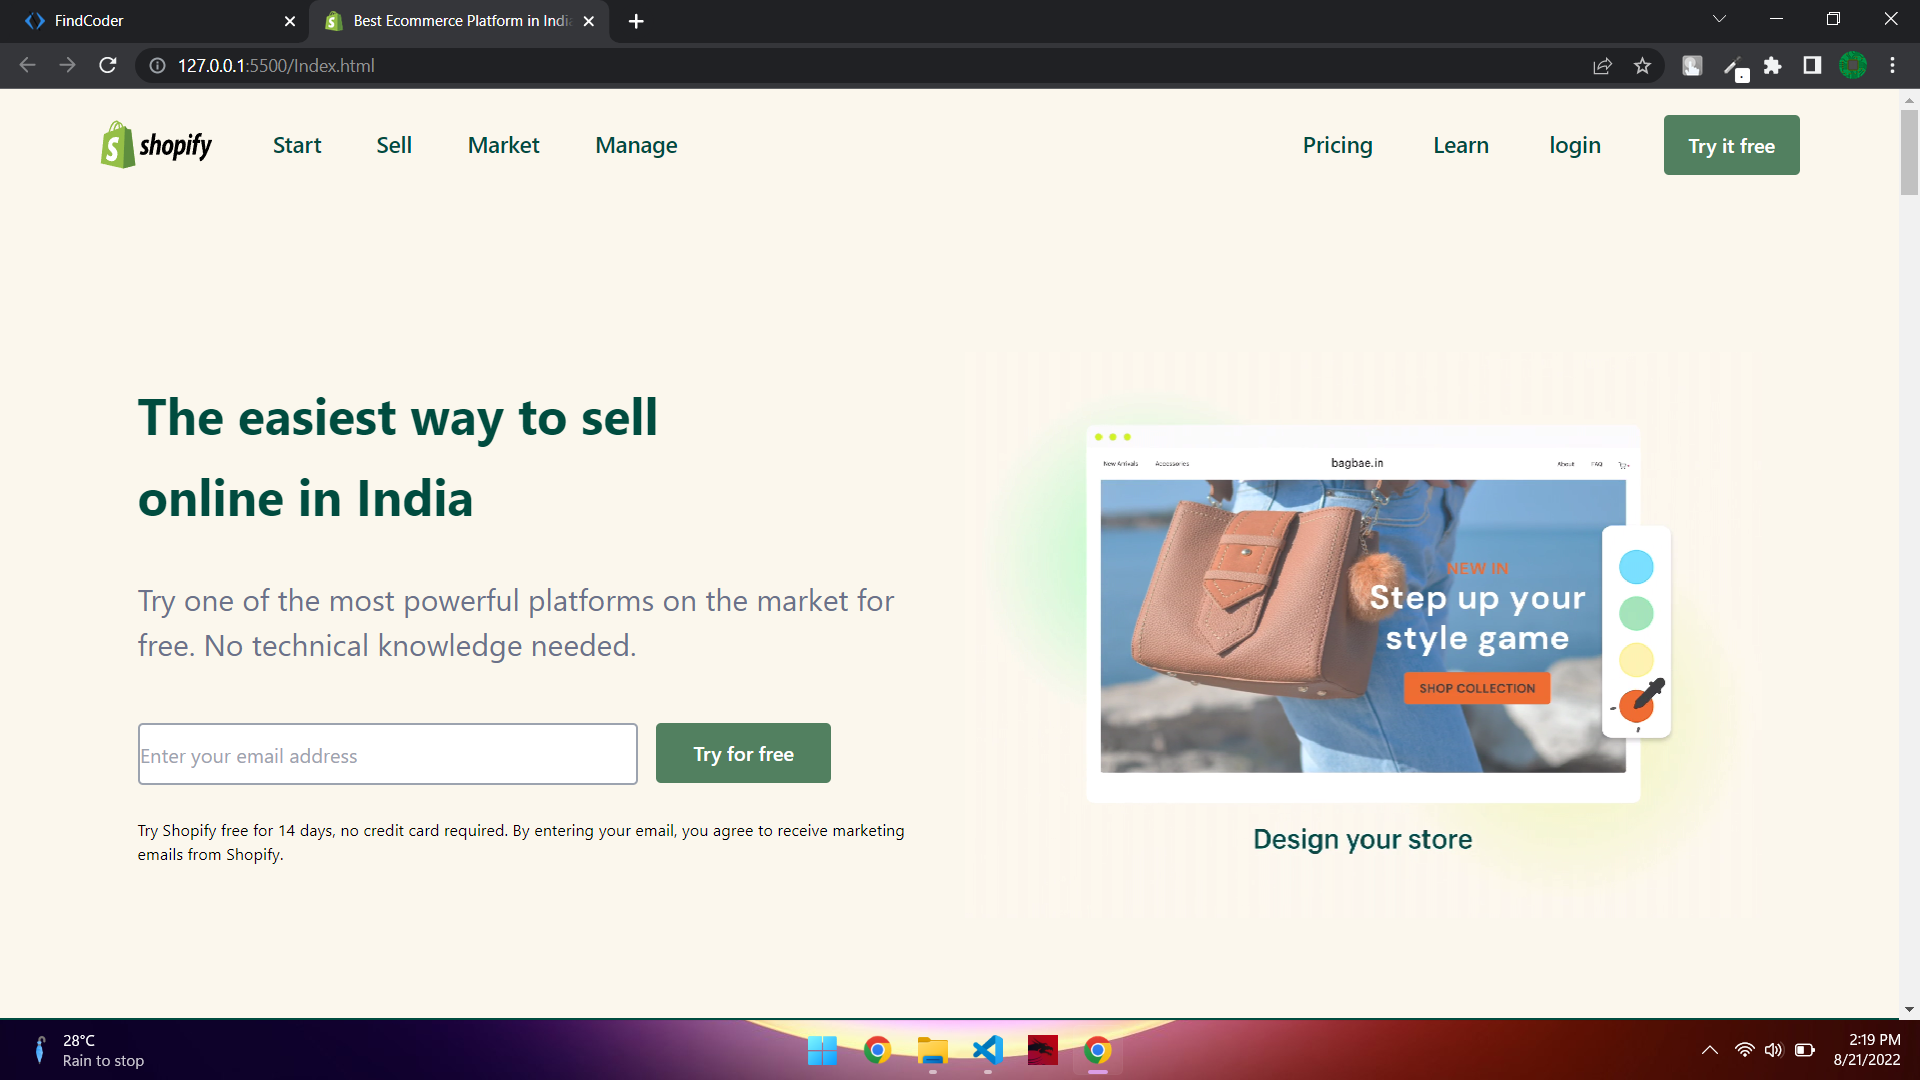 FindCoder
Best Ecommerce Platform in India
127.0.0.1:5500/Index.html
shopify
Start
Sell
Market
Manage
Pricing
Learn
login
Try it free
The easiest way to sell
online in India
Try one of the most powerful platforms on the market for
free. No technical knowledge needed.
Enter your email address
Try for free
Try Shopify free for 14 days, no credit card required. By entering your email, you agree to receive marketing
emails from Shopify.
New Arrivals
Accessories
bagbae.in
About
FAQ
NEW IN
Step up your
style game
SHOP COLLECTION
Design your store
28°C
Rain to stop
2:19 PM
8/21/2022